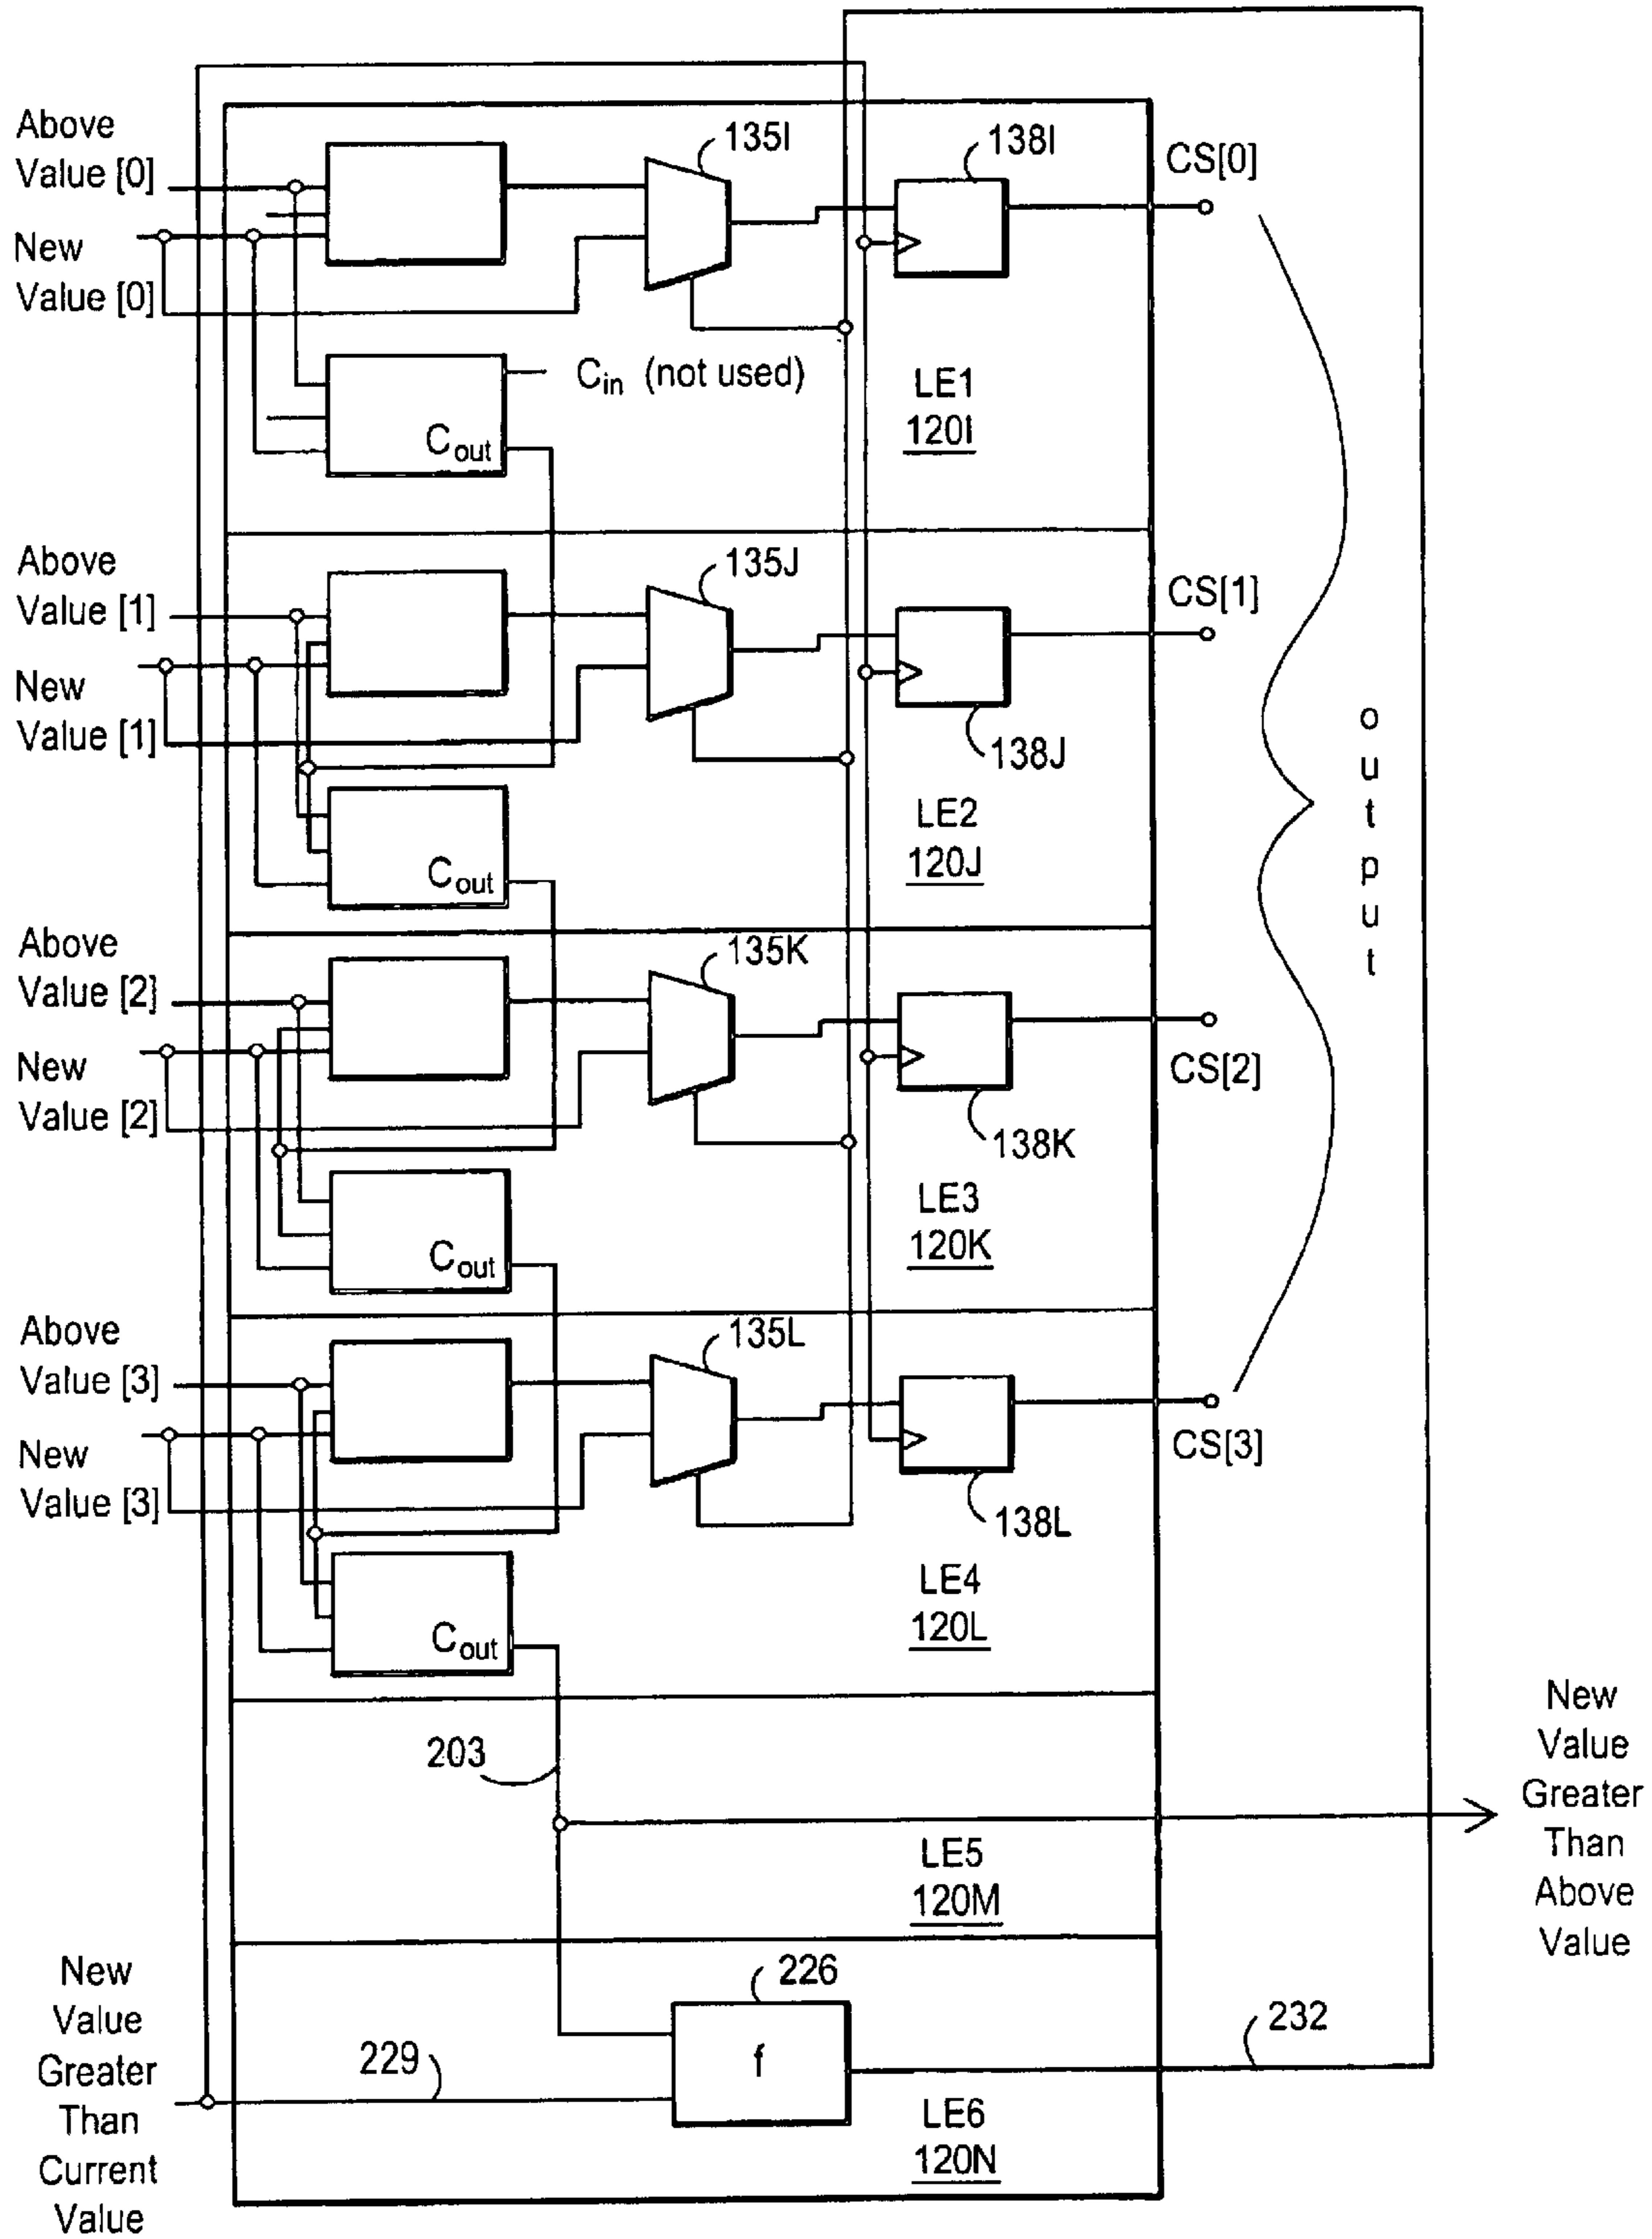 Above
Value [0]
New
Value [0]
135I
138I
CS[0]
Cin (not used)
Cout
LE1
120I
Above
Value [1]
New
Value [1]
135J
138J
CS[1]
Cout
LE2
120J
output
Above
Value [2]
New
Value [2]
135K
138K
CS[2]
Cout
LE3
120K
Above
Value [3]
New
Value [3]
135L
138L
CS[3]
Cout
LE4
120L
203
New
Value
Greater
Than
Above
Value
LE5
120M
New
Value
Greater
Than
Current
Value
229
226
f
232
LE6
120N